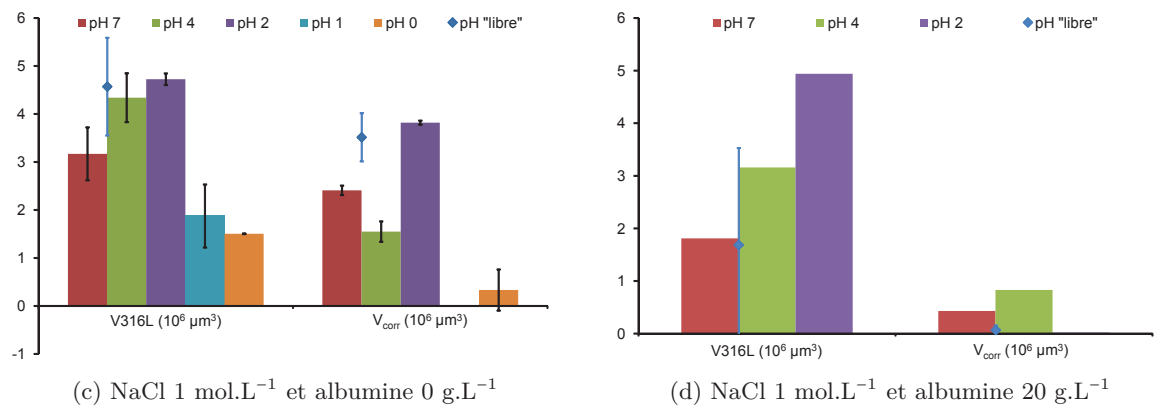 pH 7 pH 4 pH 2 pH 1 pH 0 pH "libre"
6
5
4
3
2
1
0
-1
V316L (10⁶ µm³) V_corr (10⁶ µm³)
(c) NaCl 1 mol.L⁻¹ et albumine 0 g.L⁻¹
pH 7 pH 4 pH 2 pH "libre"
6
5
4
3
2
1
0
V316L (10⁶ µm³) V_corr (10⁶ µm³)
(d) NaCl 1 mol.L⁻¹ et albumine 20 g.L⁻¹